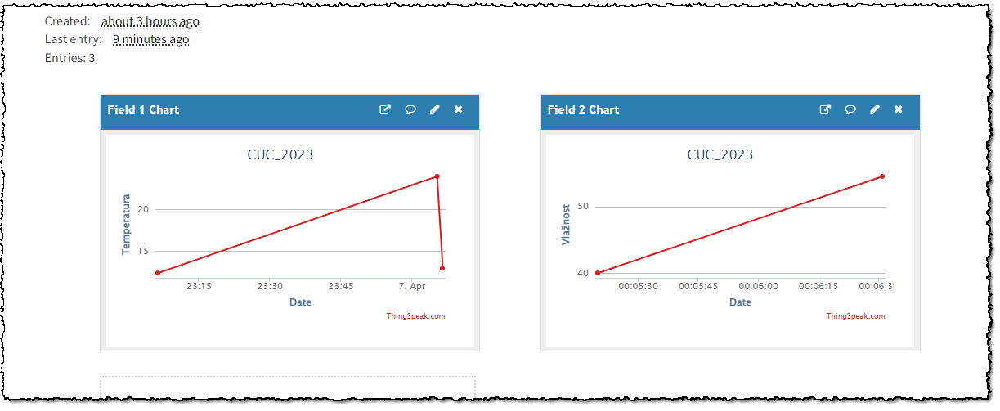 Created: about 3 hours ago
Last entry: 9 minutes ago
Entries: 3
Field 1 Chart
CUC_2023
Temperatura
20
15
23:15 23:30 23:45 7. Apr
Date
ThingSpeak.com
Field 2 Chart
CUC_2023
Vlažnost
50
40
00:05:30 00:05:45 00:06:00 00:06:15 00:06:3
Date
ThingSpeak.com